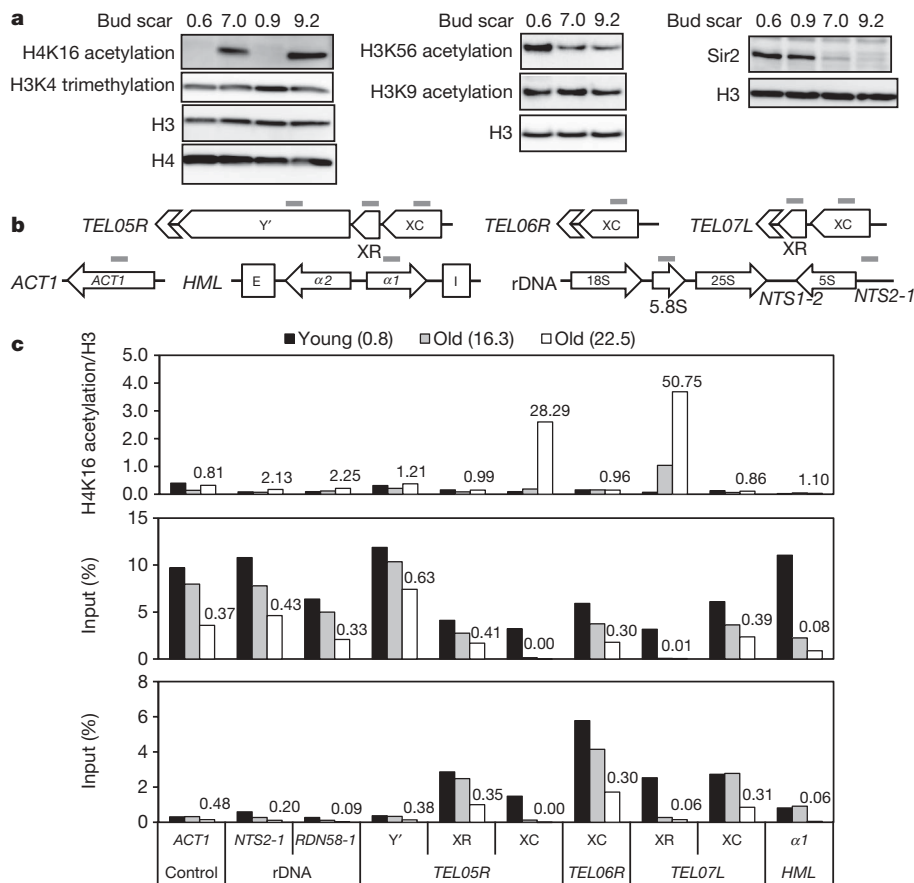 a
Bud scar 0.6 7.0 0.9 9.2
H4K16 acetylation
H3K4 trimethylation
H3
H4
Bud scar 0.6 7.0 9.2
H3K56 acetylation
H3K9 acetylation
H3
Bud scar 0.6 0.9 7.0 9.2
Sir2
H3
b
TEL05R Y′ XR XC
TEL06R XC
TEL07L XR XC
ACT1 ACT1
HML E α2 α1 I
rDNA 18S 5.8S 25S NTS1-2 5S NTS2-1
c
Young (0.8) Old (16.3) Old (22.5)
H4K16 acetylation/H3
5.0
4.0
3.0
2.0
1.0
0.0
0.81 2.13 2.25 1.21 0.99 28.29 0.96 50.75 0.86 1.10
Input (%)
15
10
5
0
0.37 0.43 0.33 0.63 0.41 0.00 0.30 0.01 0.39 0.08
Input (%)
8
6
4
2
0
0.48 0.20 0.09 0.38 0.35 0.00 0.30 0.06 0.31 0.06
ACT1 NTS2-1 RDN58-1 Y′ XR XC XC XR XC α1
Control rDNA TEL05R TEL06R TEL07L HML